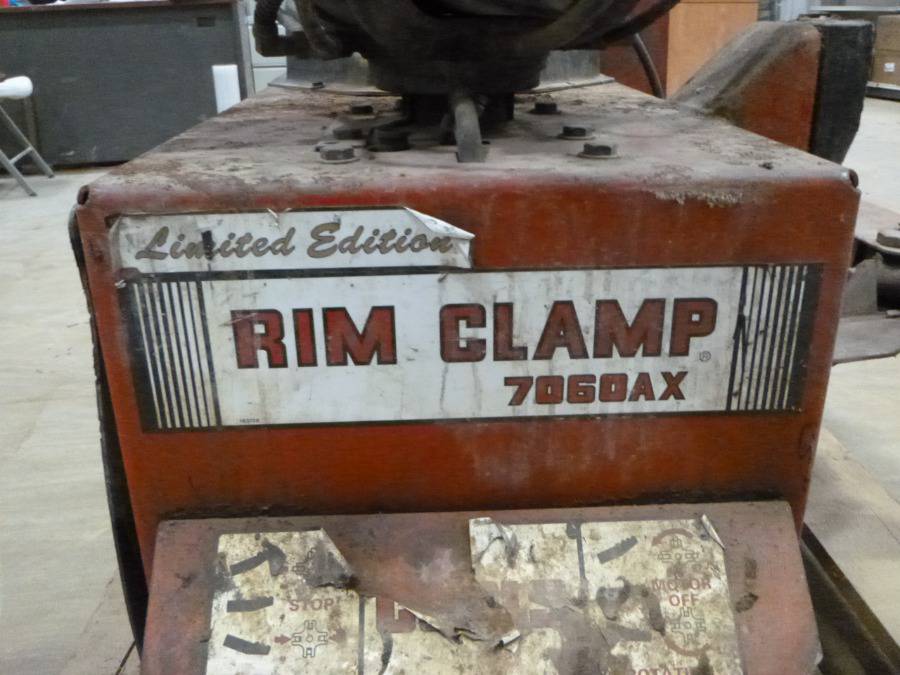 Limited Edition
RIM CLAMP®
7060AX
STOP
MOTOR
OFF